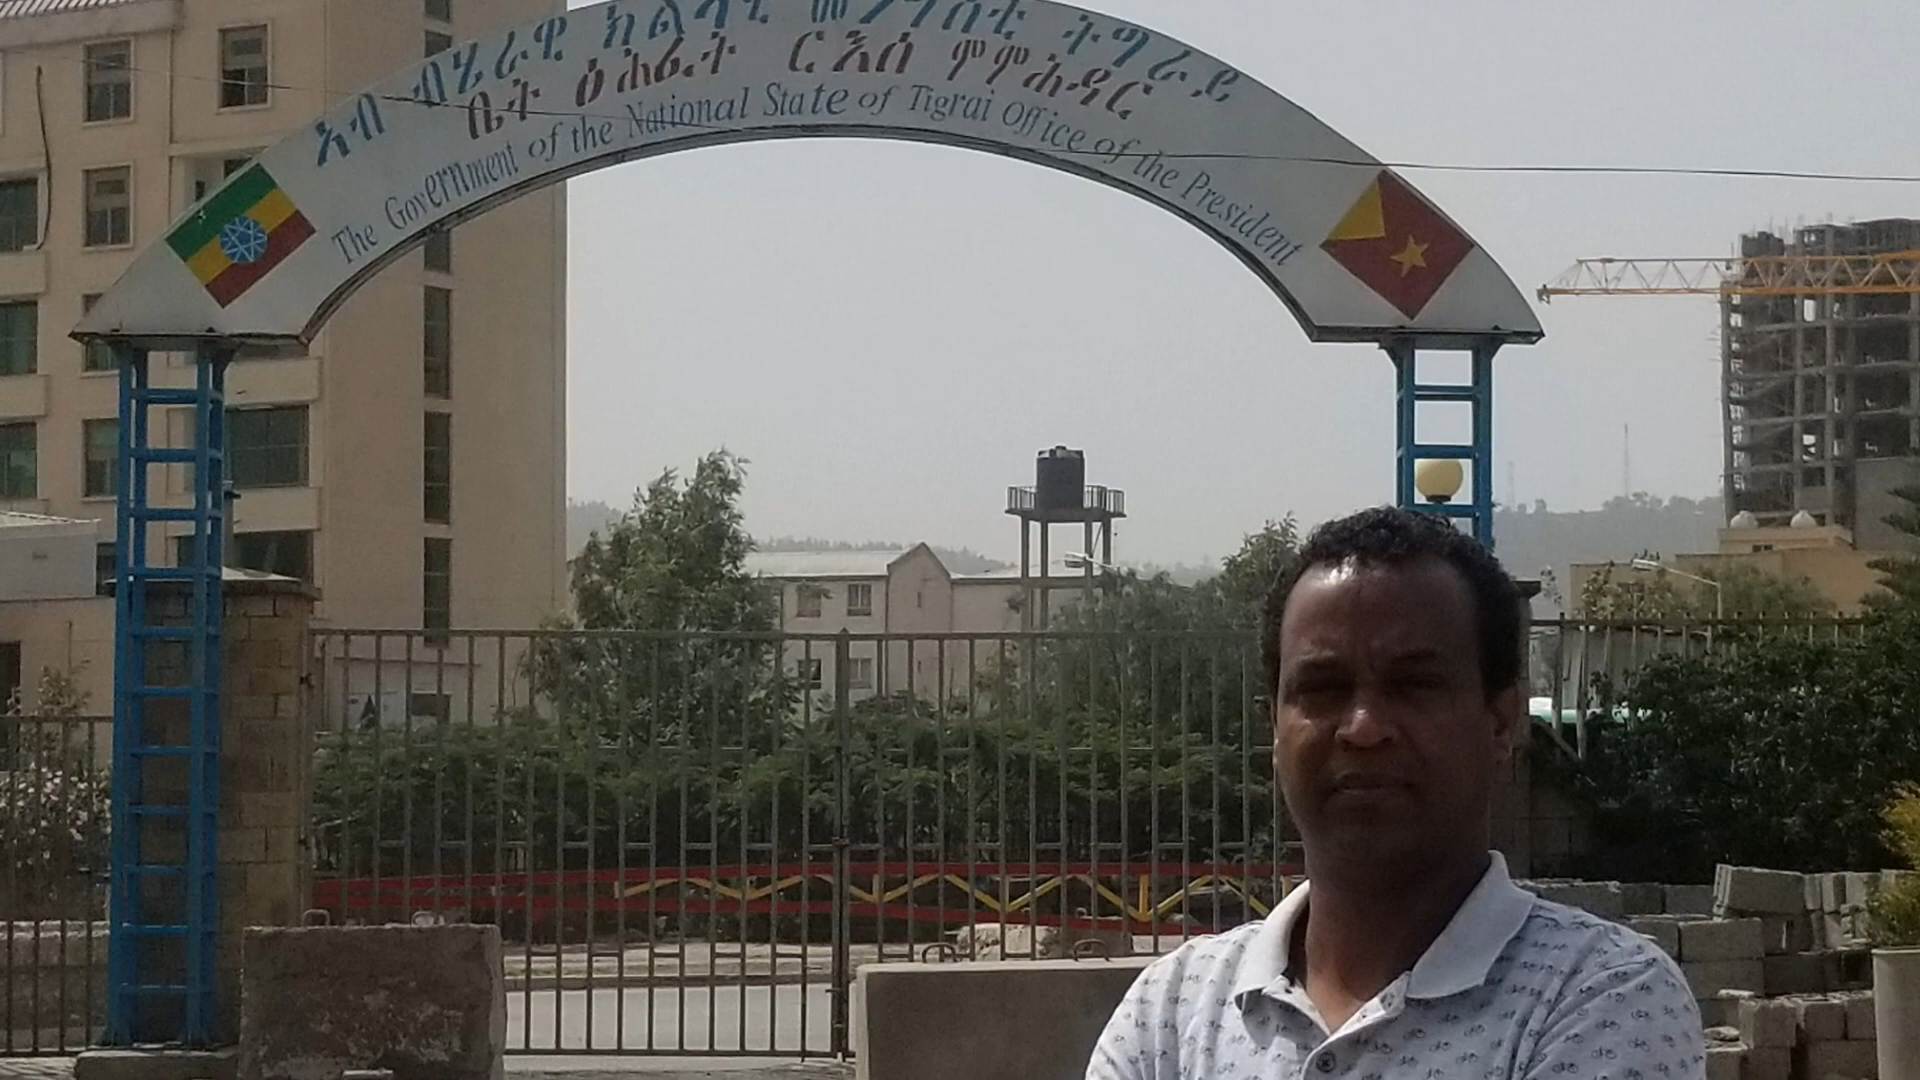 ኣብ ብሄራዊ ክልላዊ መንግስቲ ትግራይ
ቤት ዕሕፈት ርእሰ ምምሕዳር
The Government of the National State of Tigrai Office of the President